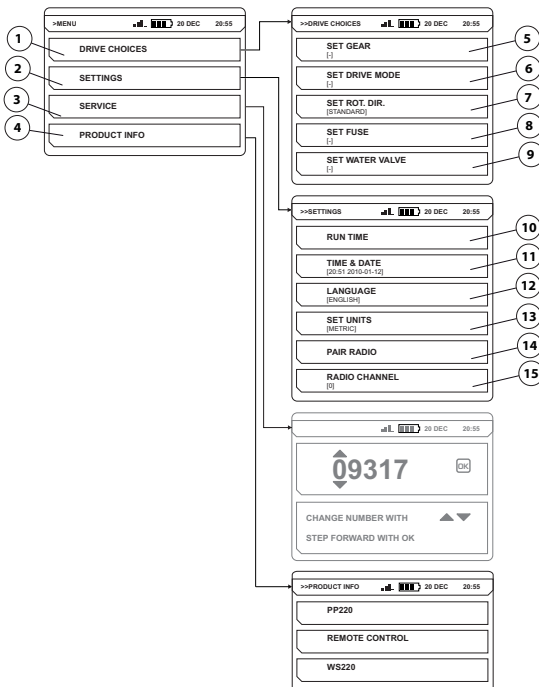 >MENU 20 DEC 20:55
1 DRIVE CHOICES
2 SETTINGS
3 SERVICE
4 PRODUCT INFO
>>DRIVE CHOICES 20 DEC 20:55
SET GEAR 5
[-]
SET DRIVE MODE 6
[-]
SET ROT. DIR. 7
[STANDARD]
SET FUSE 8
[-]
SET WATER VALVE 9
[-]
>>SETTINGS 20 DEC 20:55
RUN TIME 10
TIME & DATE 11
[20:51 2010-01-12]
LANGUAGE 12
[ENGLISH]
SET UNITS 13
[METRIC]
PAIR RADIO 14
RADIO CHANNEL 15
[0]
20 DEC 20:55
09317 OK
CHANGE NUMBER WITH
STEP FORWARD WITH OK
>>PRODUCT INFO 20 DEC 20:55
PP220
REMOTE CONTROL
WS220